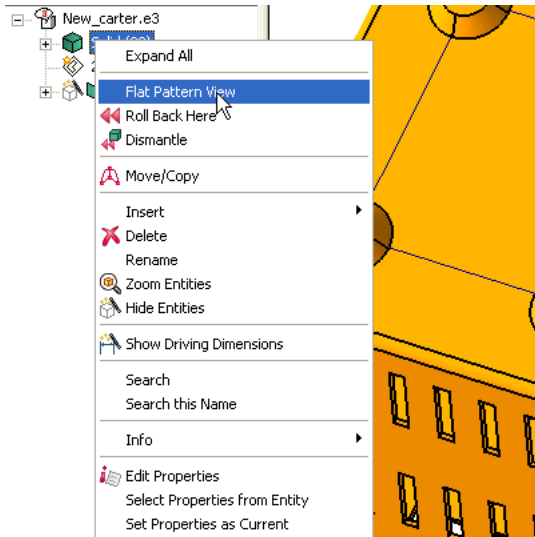 New_carter.e3
Expand All
Flat Pattern View
Roll Back Here
Dismantle
Move/Copy
Insert
Delete
Rename
Zoom Entities
Hide Entities
Show Driving Dimensions
Search
Search this Name
Info
Edit Properties
Select Properties from Entity
Set Properties as Current